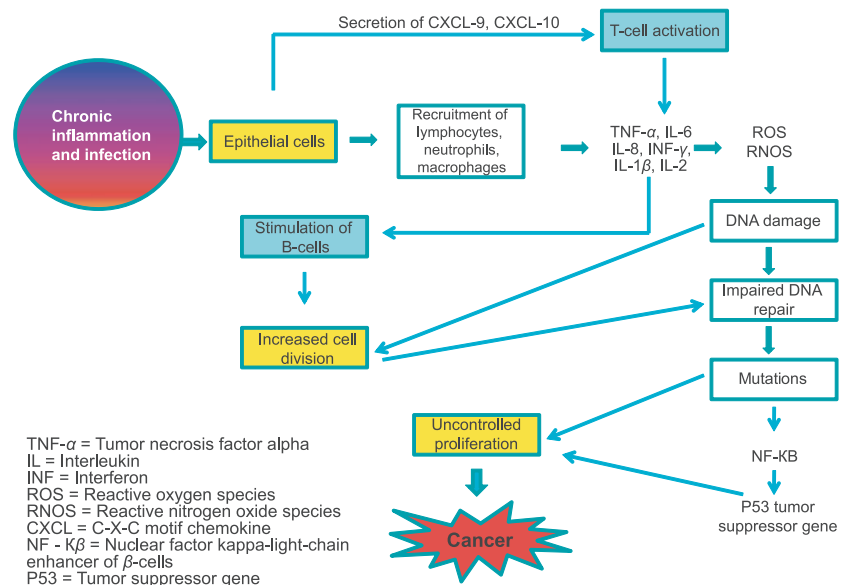 Secretion of CXCL-9, CXCL-10
T-cell activation
Chronic
inflammation
and infection
Epithelial cells
Recruitment of
lymphocytes,
neutrophils,
macrophages
TNF-α, IL-6
IL-8, INF-γ,
IL-1β, IL-2
ROS
RNOS
Stimulation of
B-cells
DNA damage
Impaired DNA
repair
Increased cell
division
Mutations
Uncontrolled
proliferation
NF-KB
P53 tumor
suppressor gene
Cancer
TNF-α = Tumor necrosis factor alpha
IL = Interleukin
INF = Interferon
ROS = Reactive oxygen species
RNOS = Reactive nitrogen oxide species
CXCL = C-X-C motif chemokine
NF - Kβ = Nuclear factor kappa-light-chain
enhancer of β-cells
P53 = Tumor suppressor gene